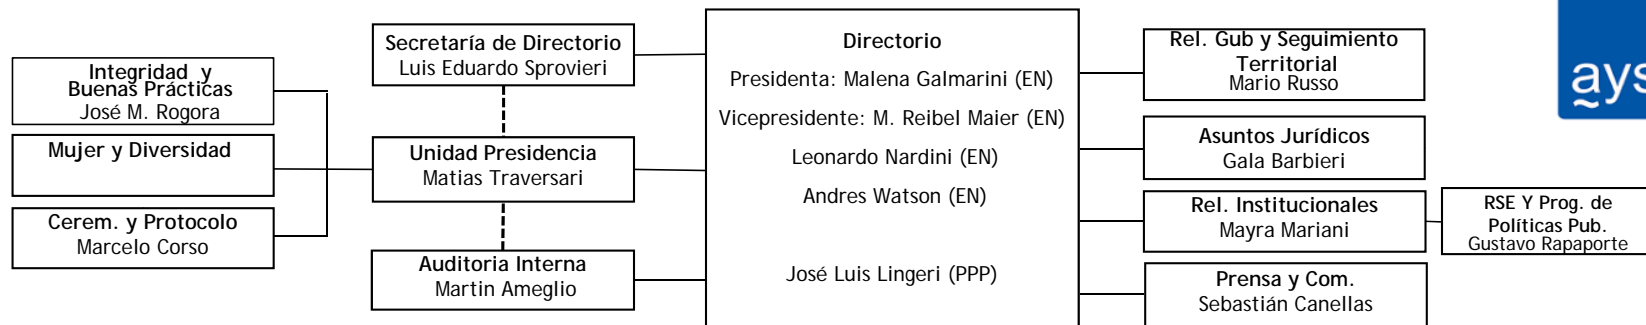 Integridad y
Buenas Prácticas
José M. Rogora
Mujer y Diversidad
Cerem. y Protocolo
Marcelo Corso
Secretaría de Directorio
Luis Eduardo Sprovieri
Unidad Presidencia
Matias Traversari
Auditoria Interna
Martin Ameglio
Directorio
Presidenta: Malena Galmarini (EN)
Vicepresidente: M. Reibel Maier (EN)
Leonardo Nardini (EN)
Andres Watson (EN)
José Luis Lingeri (PPP)
Rel. Gub y Seguimiento
Territorial
Mario Russo
Asuntos Jurídicos
Gala Barbieri
Rel. Institucionales
Mayra Mariani
Prensa y Com.
Sebastián Canellas
RSE Y Prog. de
Políticas Pub.
Gustavo Rapaporte
ays